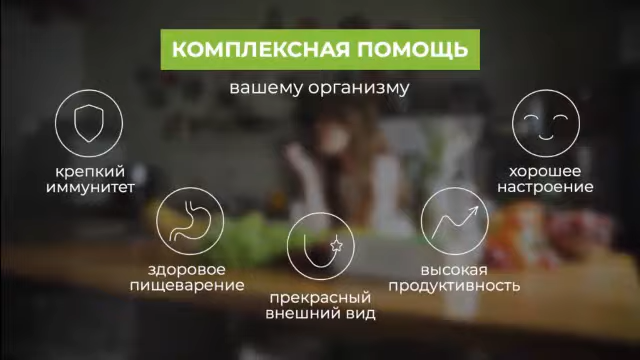 КОМПЛЕКСНАЯ ПОМОЩЬ
вашему организму
крепкий
иммунитет
здоровое
пищеварение
прекрасный
внешний вид
высокая
продуктивность
хорошее
настроение